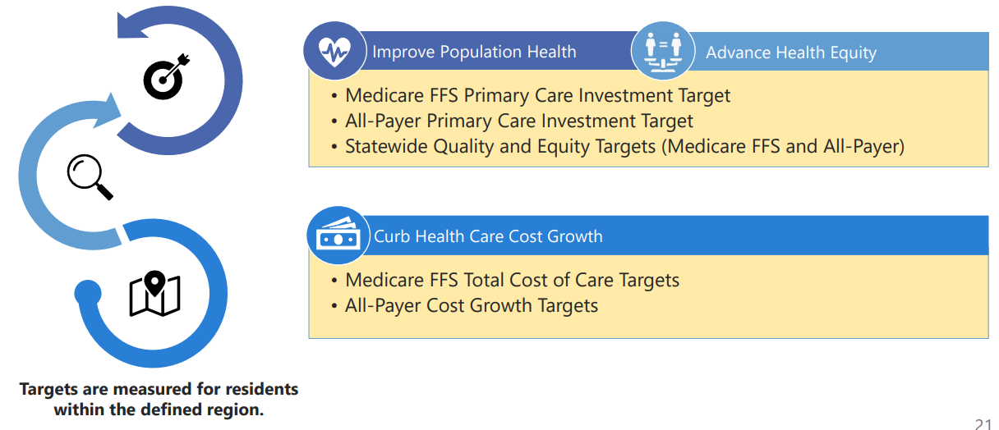 Improve Population Health
Advance Health Equity
• Medicare FFS Primary Care Investment Target
• All-Payer Primary Care Investment Target
• Statewide Quality and Equity Targets (Medicare FFS and All-Payer)
Curb Health Care Cost Growth
• Medicare FFS Total Cost of Care Targets
• All-Payer Cost Growth Targets
Targets are measured for residents
within the defined region.
21